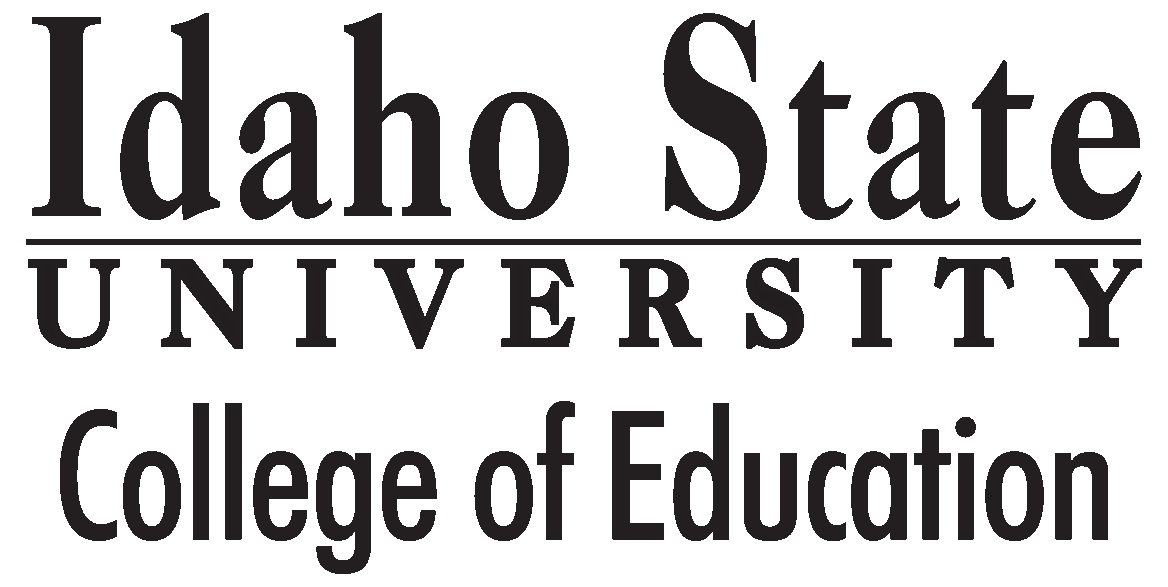 Idaho State
UNIVERSITY
College of Education